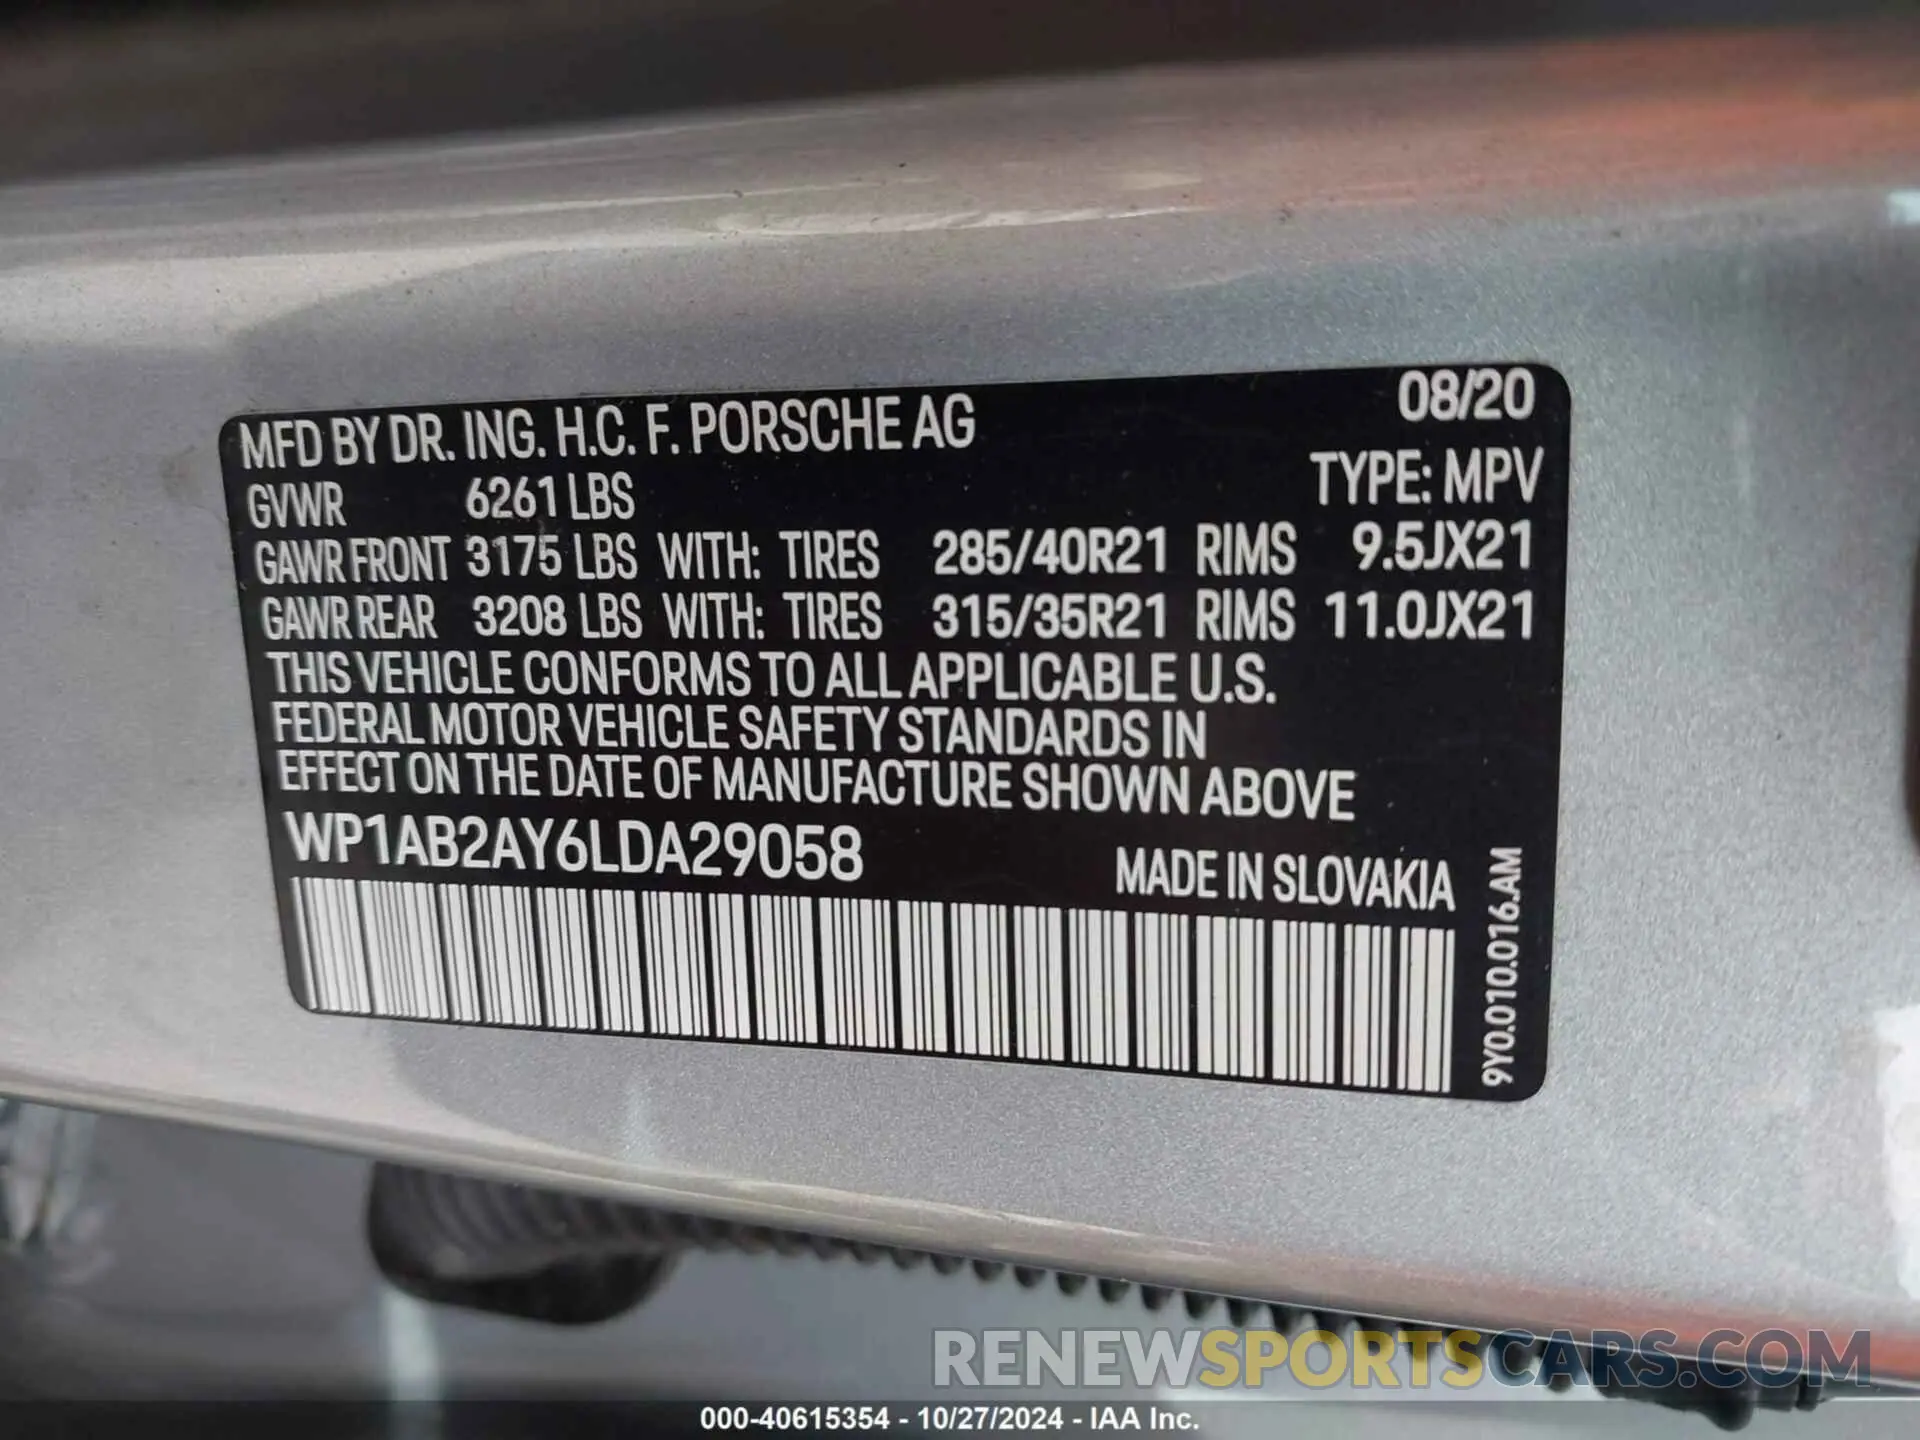 MFD BY DR. ING. H.C. F. PORSCHE AG 08/20
GVWR 6261 LBS TYPE: MPV
GAWR FRONT 3175 LBS WITH: TIRES 285/40R21 RIMS 9.5JX21
GAWR REAR 3208 LBS WITH: TIRES 315/35R21 RIMS 11.0JX21
THIS VEHICLE CONFORMS TO ALL APPLICABLE U.S.
FEDERAL MOTOR VEHICLE SAFETY STANDARDS IN
EFFECT ON THE DATE OF MANUFACTURE SHOWN ABOVE
WP1AB2AY6LDA29058 MADE IN SLOVAKIA
9Y0.010.016.AM
RENEWSPORTSCARS.COM
000-40615354 - 10/27/2024 - IAA Inc.